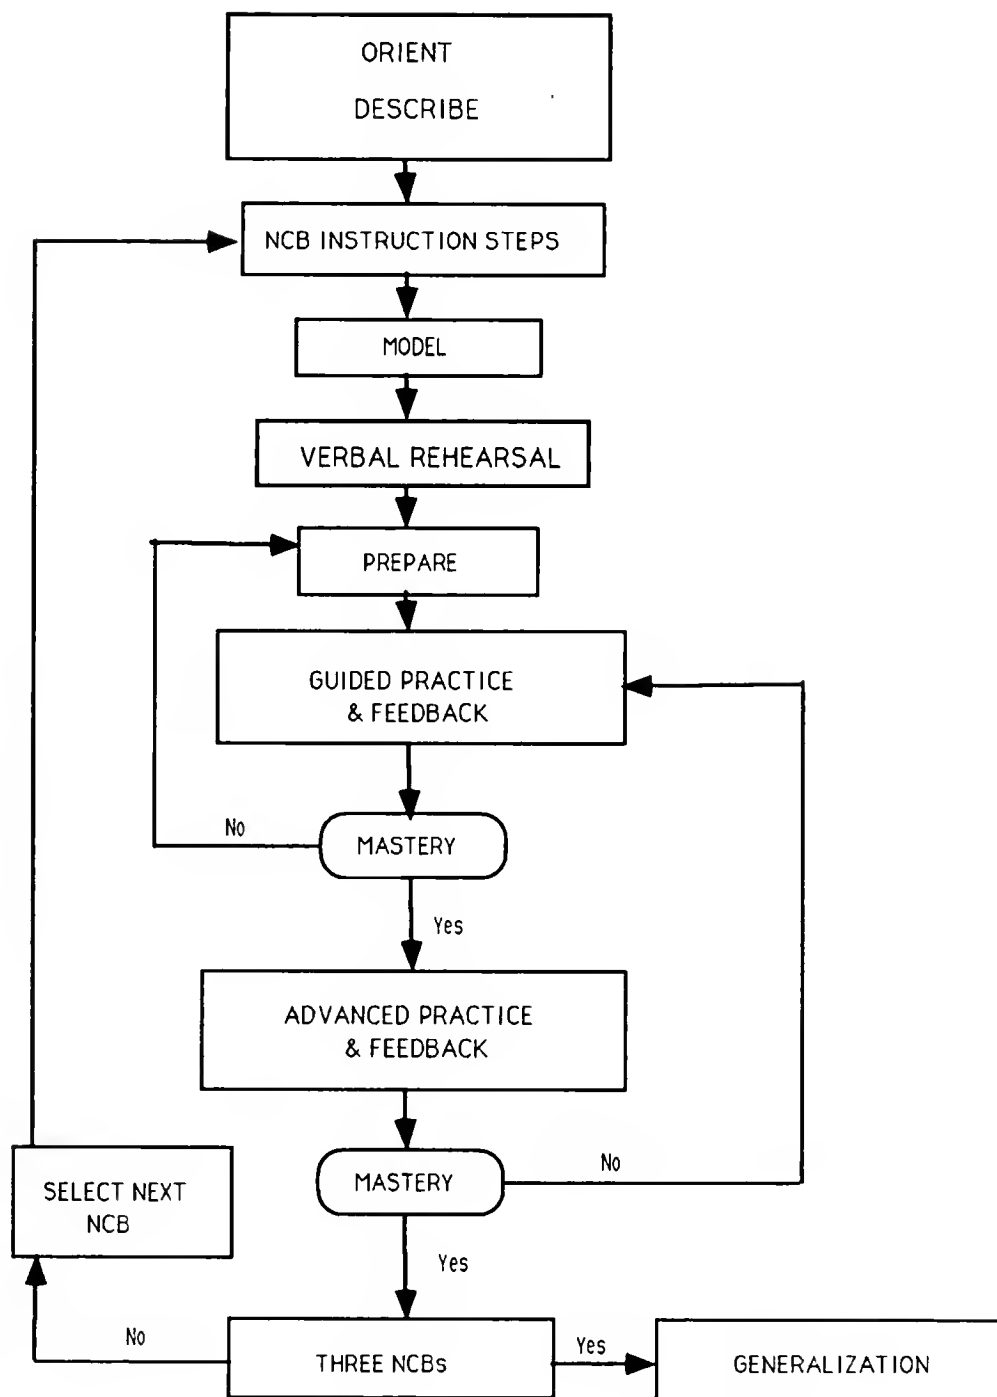 ORIENT
DESCRIBE
NCB INSTRUCTION STEPS
MODEL
VERBAL REHEARSAL
PREPARE
GUIDED PRACTICE
& FEEDBACK
No
MASTERY
Yes
ADVANCED PRACTICE
& FEEDBACK
MASTERY
No
SELECT NEXT
NCB
Yes
No
THREE NCBs
Yes
GENERALIZATION